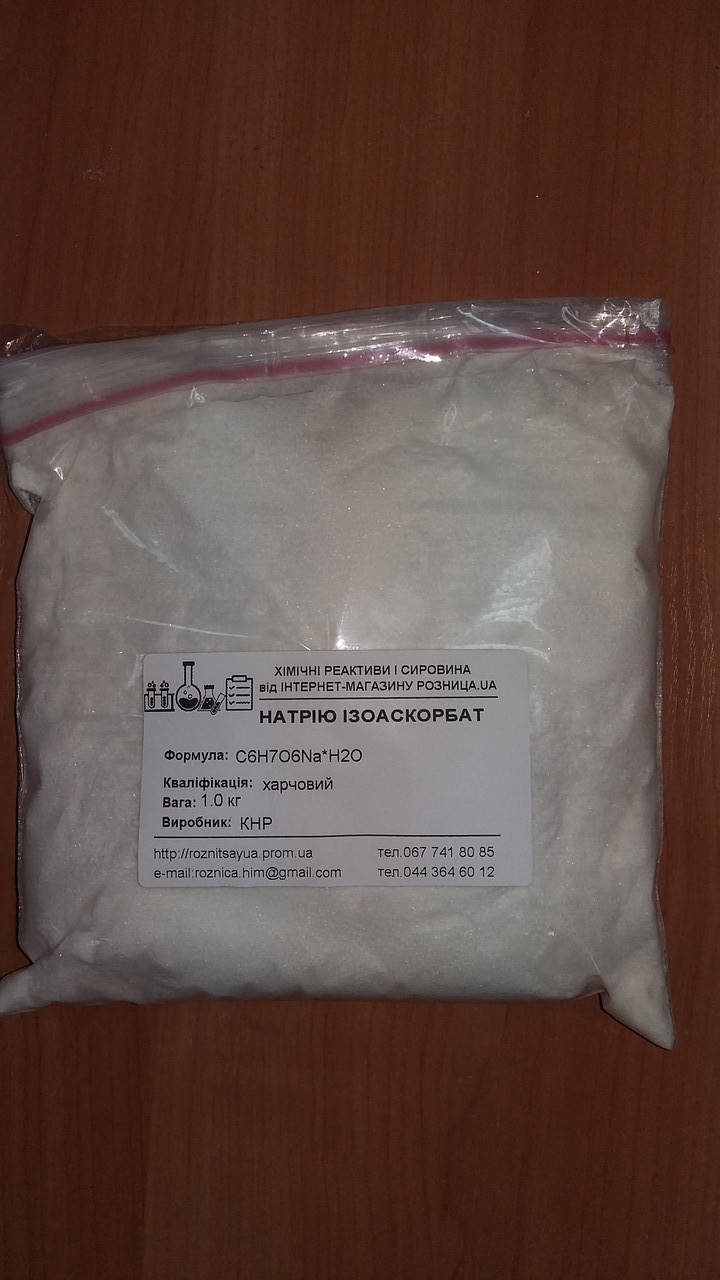 ХІМІЧНІ РЕАКТИВИ І СИРОВИНА
від ІНТЕРНЕТ-МАГАЗИНУ РОЗНИЦА.UA
НАТРІЮ ІЗОАСКОРБАТ
Формула: C6H7O6Na*H2O
Кваліфікація: харчовий
Вага: 1.0 кг
Виробник: КНР
http://roznitsayua.prom.ua тел.067 741 80 85
e-mail:roznica.him@gmail.com тел.044 364 60 12